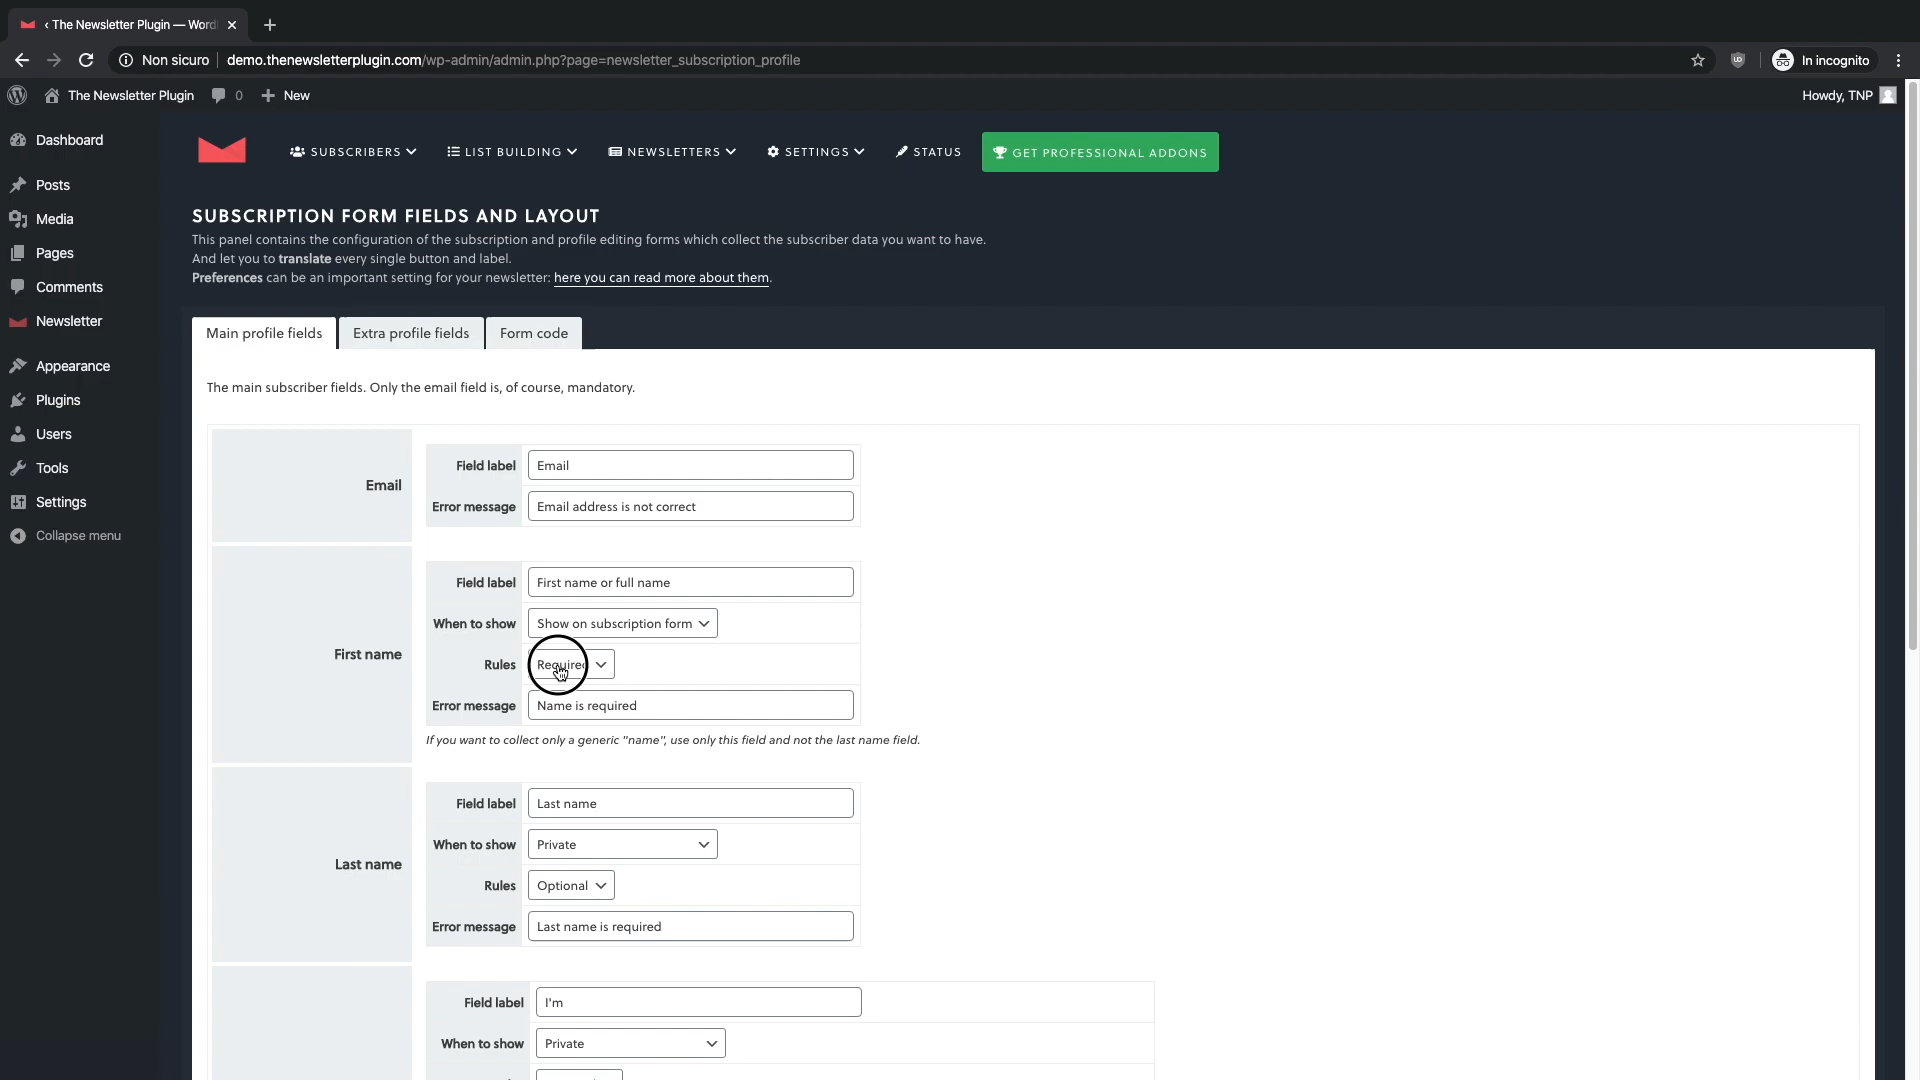 ‹ The Newsletter Plugin — Word
Non sicuro
demo.thenewsletterplugin.com/wp-admin/admin.php?page=newsletter_subscription_profile
In incognito
The Newsletter Plugin
0
New
Howdy, TNP
Dashboard
Posts
Media
Pages
Comments
Newsletter
Appearance
Plugins
Users
Tools
Settings
Collapse menu
SUBSCRIBERS
LIST BUILDING
NEWSLETTERS
SETTINGS
STATUS
GET PROFESSIONAL ADDONS
SUBSCRIPTION FORM FIELDS AND LAYOUT
This panel contains the configuration of the subscription and profile editing forms which collect the subscriber data you want to have.
And let you to translate every single button and label.
Preferences can be an important setting for your newsletter: here you can read more about them.
Main profile fields
Extra profile fields
Form code
The main subscriber fields. Only the email field is, of course, mandatory.
Email
Field label Email
Error message Email address is not correct
First name
Field label First name or full name
When to show Show on subscription form
Rules Required
Error message Name is required
If you want to collect only a generic "name", use only this field and not the last name field.
Last name
Field label Last name
When to show Private
Rules Optional
Error message Last name is required
Field label I'm
When to show Private